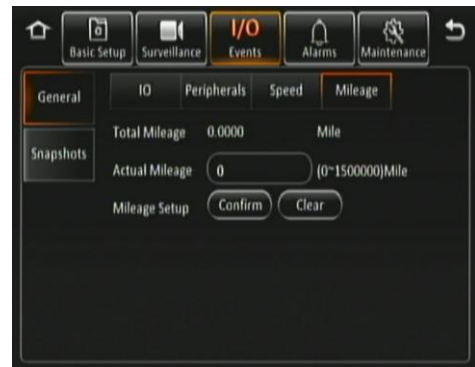 Basic Setup
Surveillance
I/O
Events
Alarms
Maintenance
General
Snapshots
IO Peripherals Speed Mileage
Total Mileage 0.0000 Mile
Actual Mileage 0 (0~1500000)Mile
Mileage Setup Confirm Clear